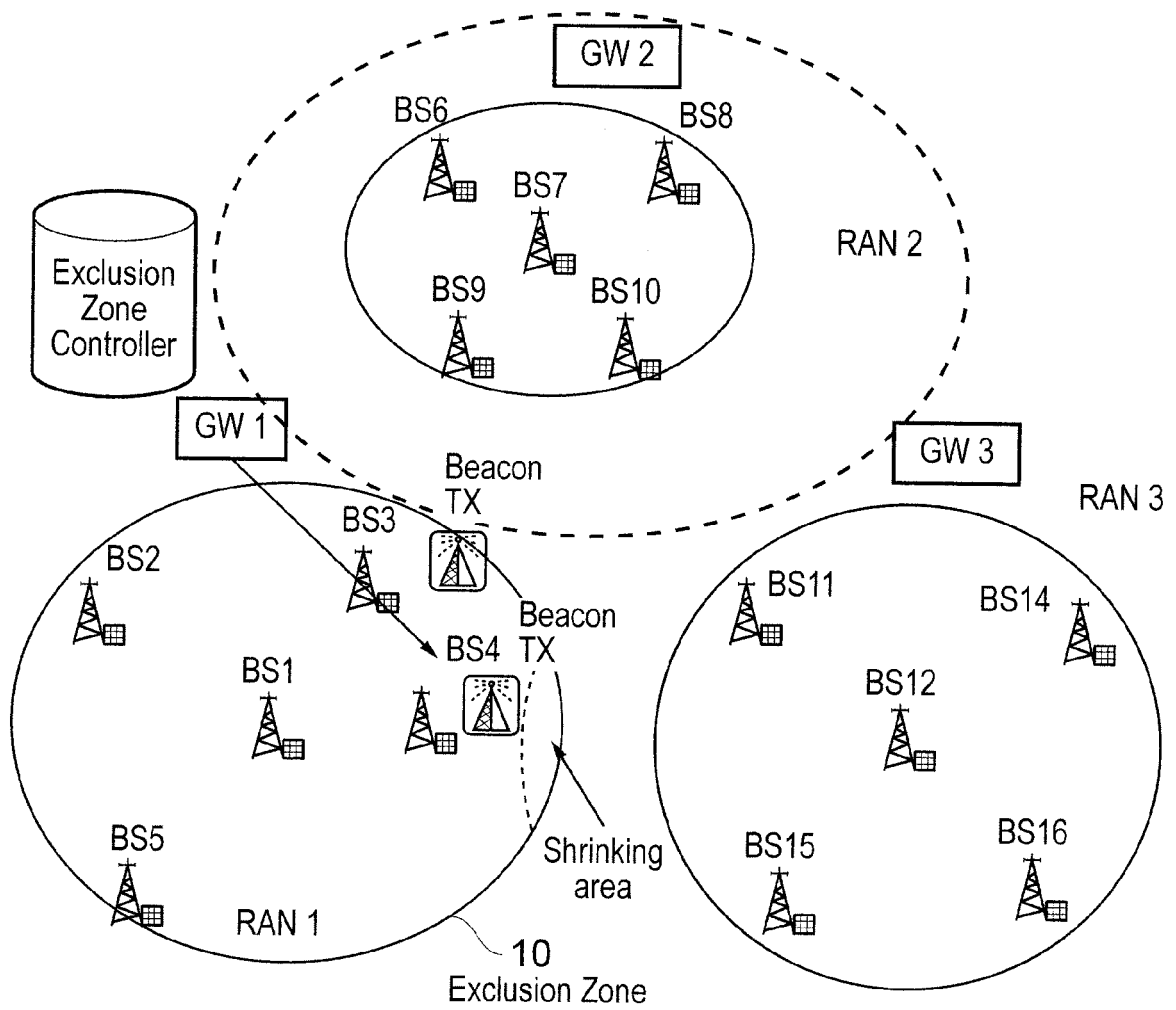 GW 2
BS6
BS8
BS7
RAN 2
Exclusion
Zone
Controller
BS9
BS10
GW 1
GW 3
Beacon
TX
RAN 3
BS3
BS2
BS11
BS14
Beacon
TX
BS4
BS1
BS12
BS5
Shrinking
area
BS15
BS16
RAN 1
10
Exclusion Zone